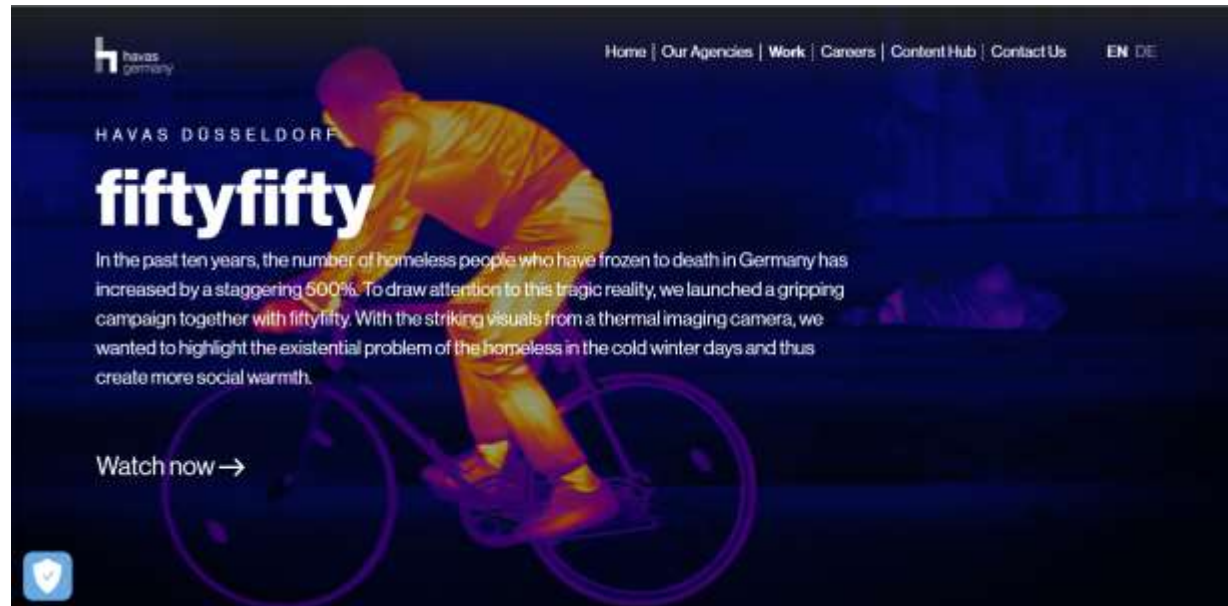 havas
germany
Home | Our Agencies | Work | Careers | Content Hub | Contact Us EN DE
HAVAS DÜSSELDORF
fiftyfifty
In the past ten years, the number of homeless people who have frozen to death in Germany has
increased by a staggering 500%. To draw attention to this tragic reality, we launched a gripping
campaign together with fiftyfifty. With the striking visuals from a thermal imaging camera, we
wanted to highlight the existential problem of the homeless in the cold winter days and thus
create more social warmth.
Watch now →